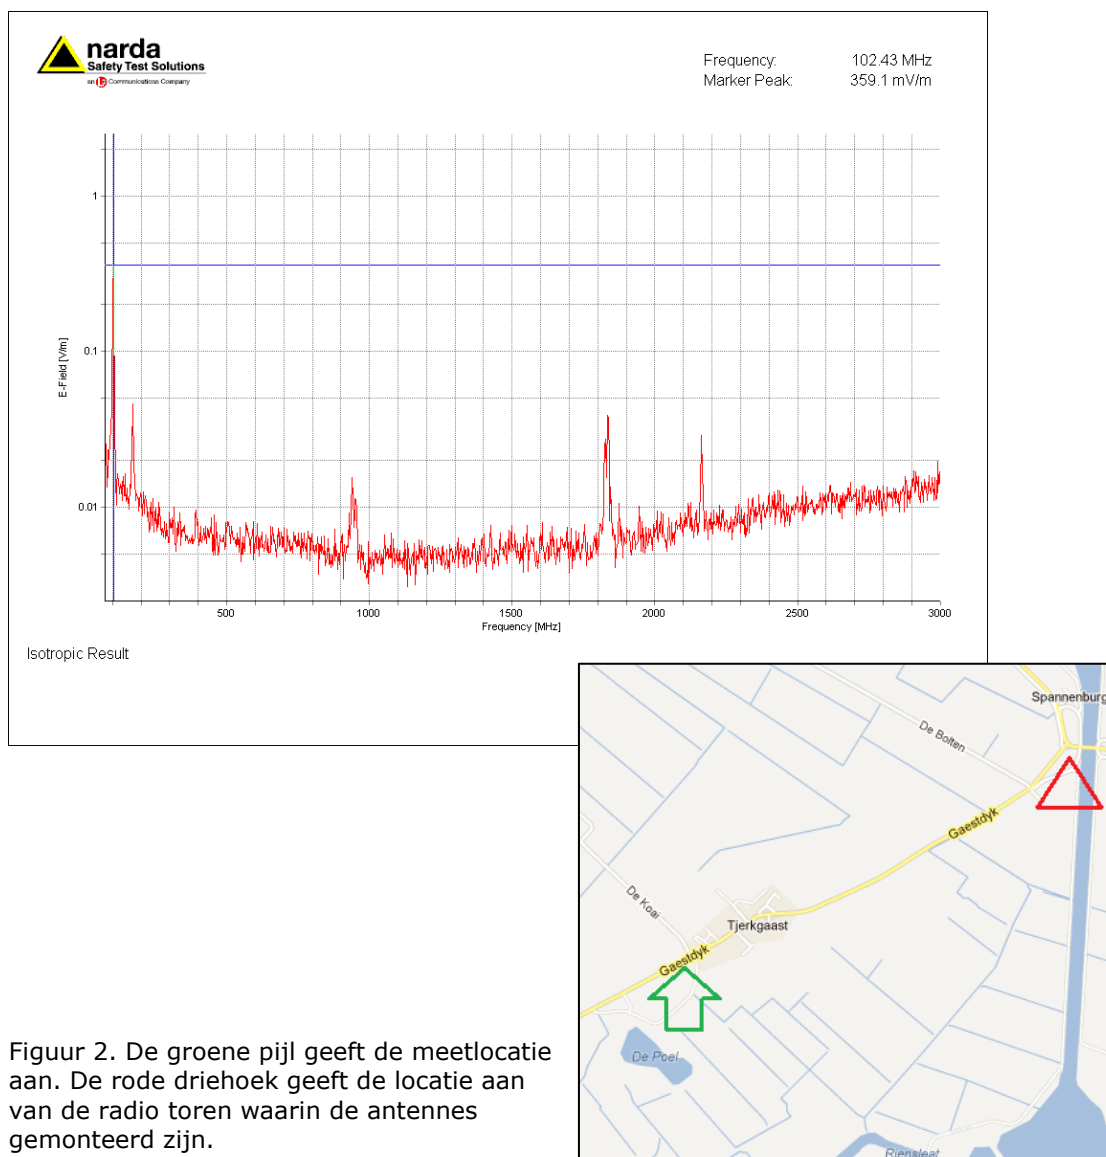 narda
Safety Test Solutions
an L3 Communications Company
Frequency: 102.43 MHz
Marker Peak: 359.1 mV/m
E-Field [V/m]
1
0.1
0.01
500 1000 1500 2000 2500 3000
Frequency [MHz]
Isotropic Result
Spannenburg
De Bolten
Gaestdyk
De Koai
Tjerkgaast
Gaestdyk
De Poel
Riensleat
Figuur 2. De groene pijl geeft de meetlocatie
aan. De rode driehoek geeft de locatie aan
van de radio toren waarin de antennes
gemonteerd zijn.